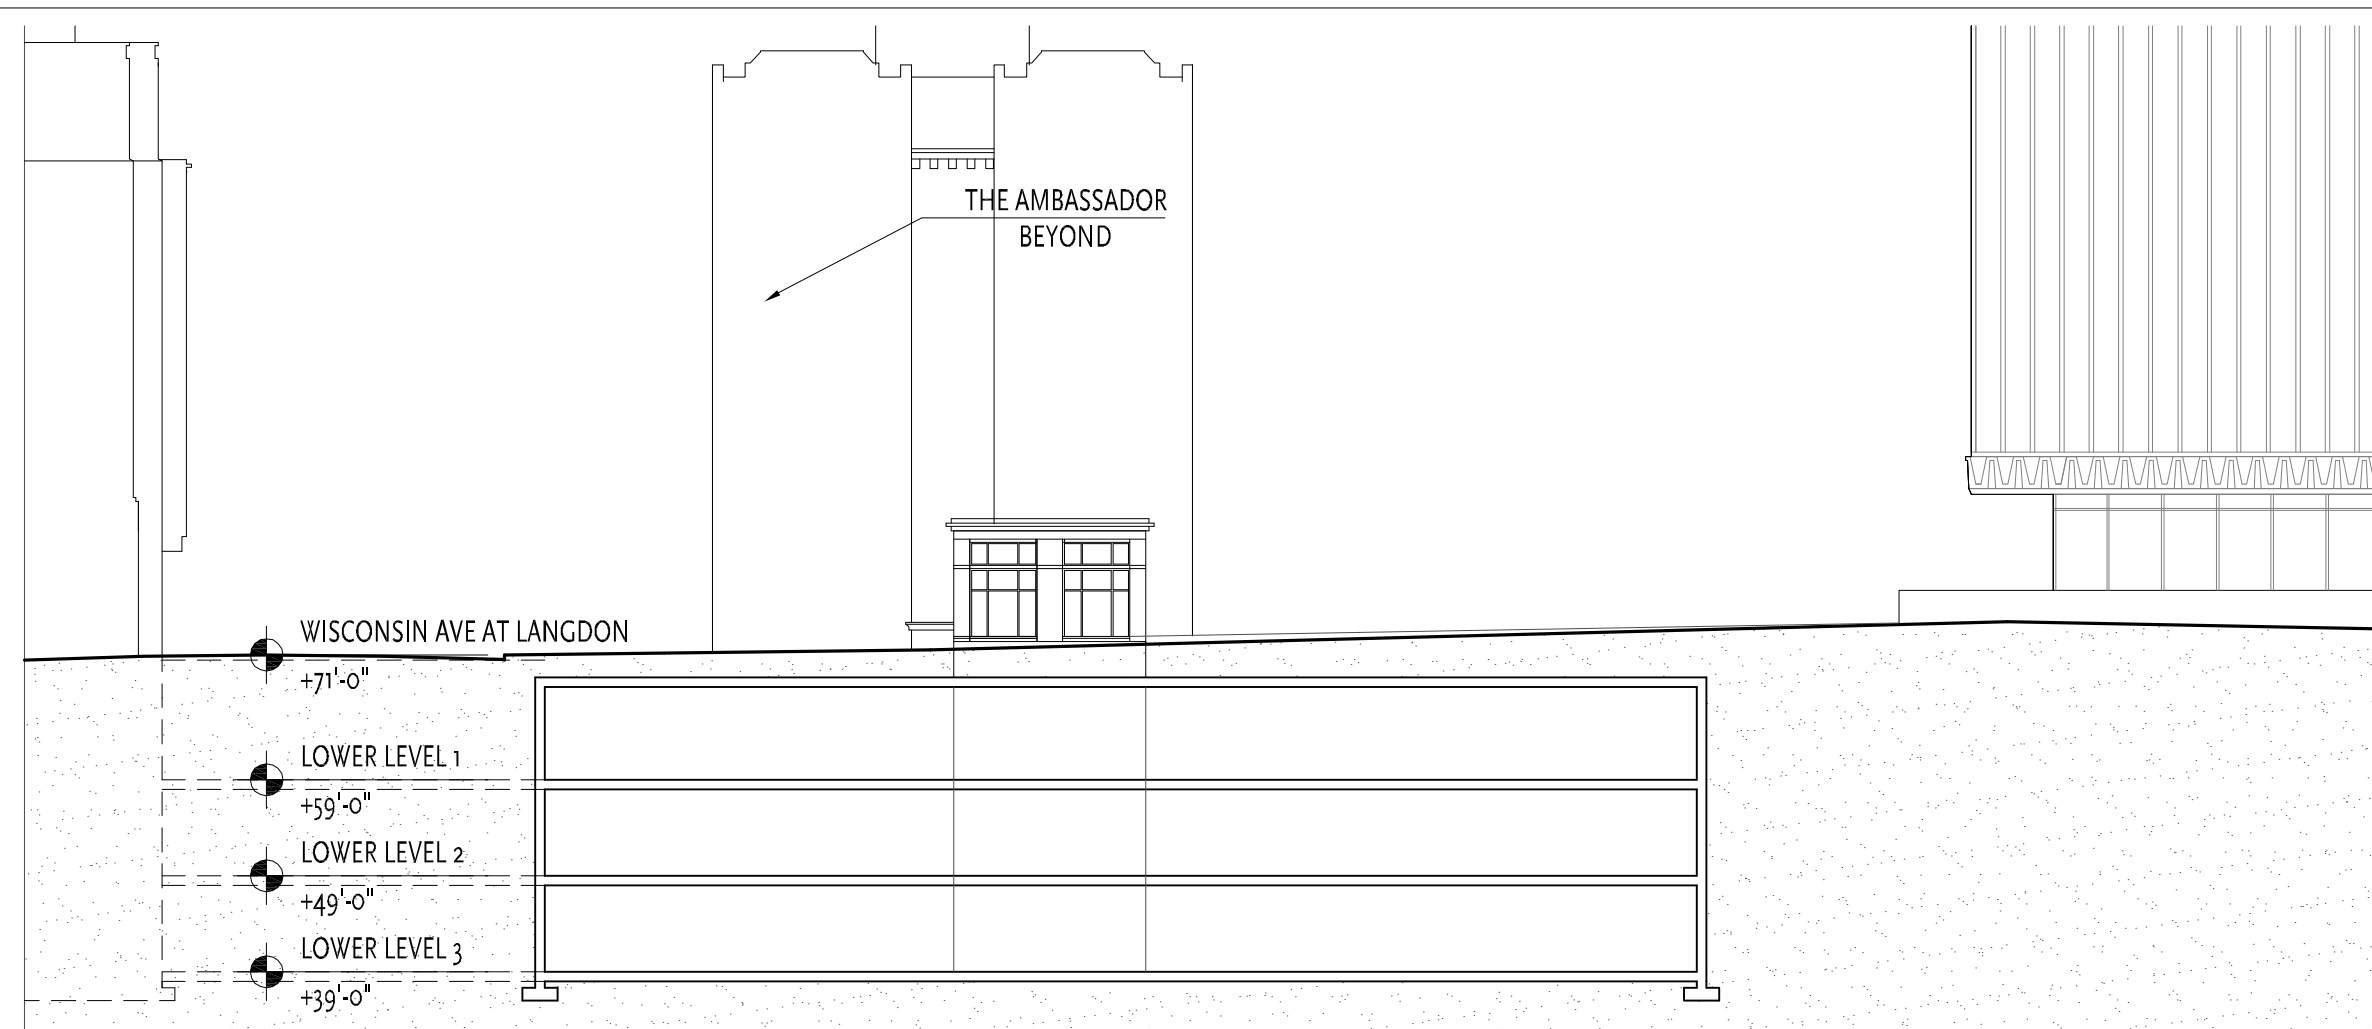 THE AMBASSADOR
BEYOND
WISCONSIN AVE AT LANGDON
+71'-0"
LOWER LEVEL 1
+59'-0"
LOWER LEVEL 2
+49'-0"
LOWER LEVEL 3
+39'-0"